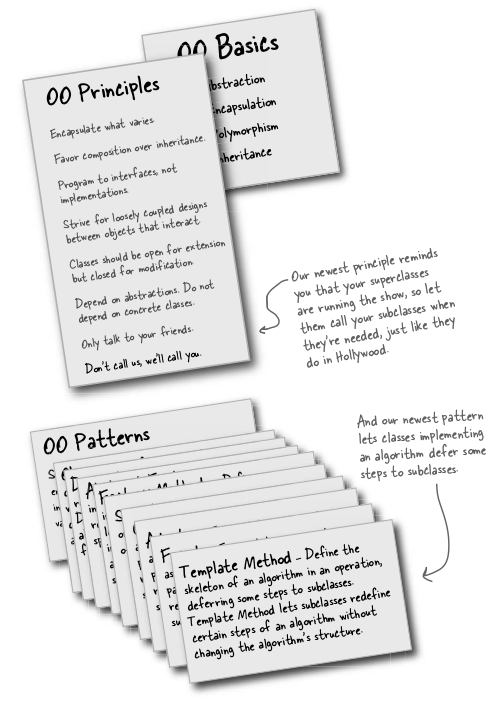 OO Basics
bstraction
ncapsulation
olymorphism
nheritance
OO Principles
Encapsulate what varies
Favor composition over inheritance.
Program to interfaces, not
implementations.
Strive for loosely coupled designs
between objects that interact.
Classes should be open for extension
but closed for modification.
Depend on abstractions. Do not
depend on concrete classes.
Only talk to your friends.
Don't call us, we'll call you.
Our newest principle reminds
you that your superclasses
are running the show, so let
them call your subclasses when
they're needed, just like they
do in Hollywood.
OO Patterns
And our newest pattern
lets classes implementing
an algorithm defer some
steps to subclasses.
Template Method - Define the
skeleton of an algorithm in an operation,
deferring some steps to subclasses.
Template Method lets subclasses redefine
certain steps of an algorithm without
changing the algorithm's structure.